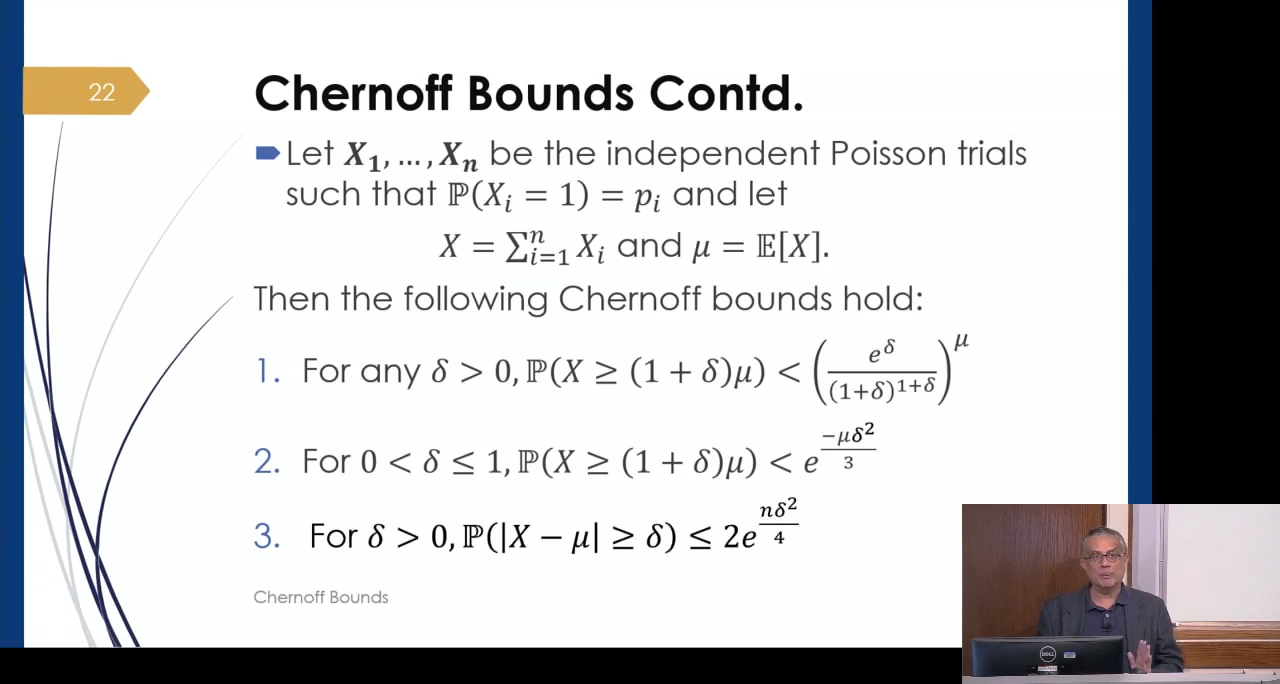 22
Chernoff Bounds Contd.
Let X₁, ..., Xₙ be the independent Poisson trials
such that ℙ(Xᵢ = 1) = pᵢ and let
X = ∑ⁿᵢ₌₁ Xᵢ and μ = 𝔼[X].
Then the following Chernoff bounds hold:
1. For any δ > 0, ℙ(X ≥ (1 + δ)μ) < (e^δ / (1+δ)^(1+δ))^μ
2. For 0 < δ ≤ 1, ℙ(X ≥ (1 + δ)μ) < e^(−μδ²/3)
3. For δ > 0, ℙ(|X − μ| ≥ δ) ≤ 2e^(nδ²/4)
Chernoff Bounds
DELL